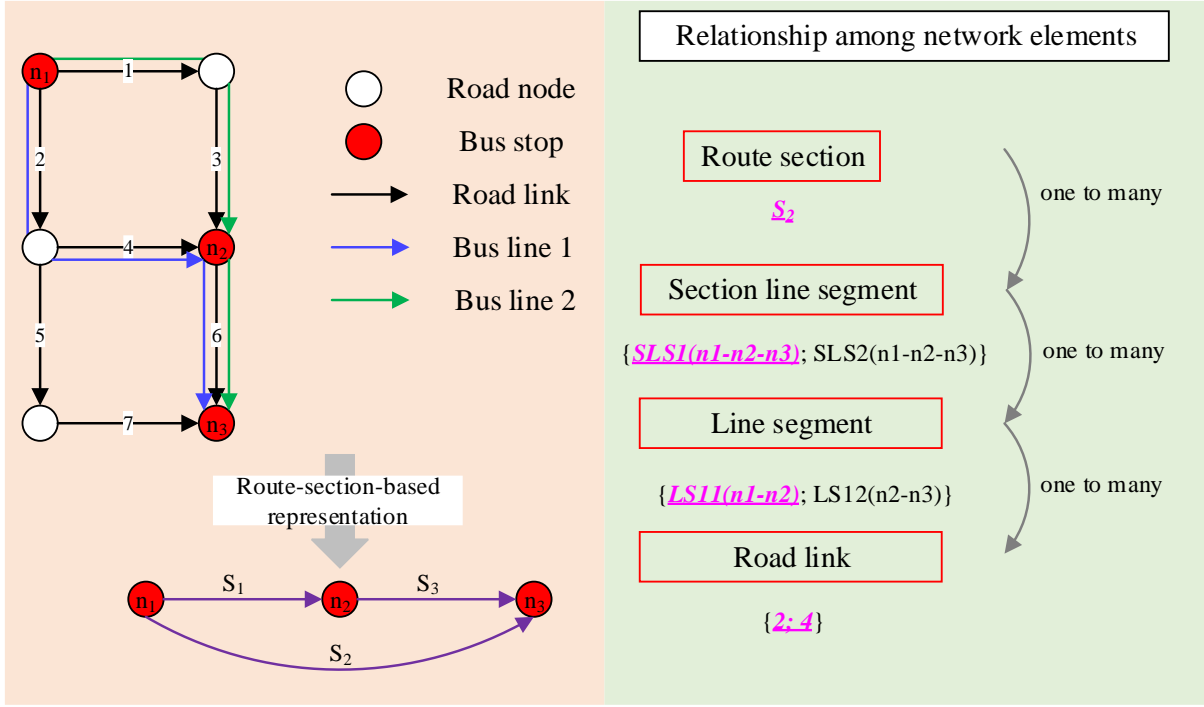 n1
1
2
3
4
n2
5
6
7
n3
Road node
Bus stop
Road link
Bus line 1
Bus line 2
Route-section-based
representation
n1
S1
n2
S3
n3
S2
Relationship among network elements
Route section
S2
one to many
Section line segment
{SLS1(n1-n2-n3); SLS2(n1-n2-n3)}
one to many
Line segment
{LS11(n1-n2); LS12(n2-n3)}
one to many
Road link
{2; 4}